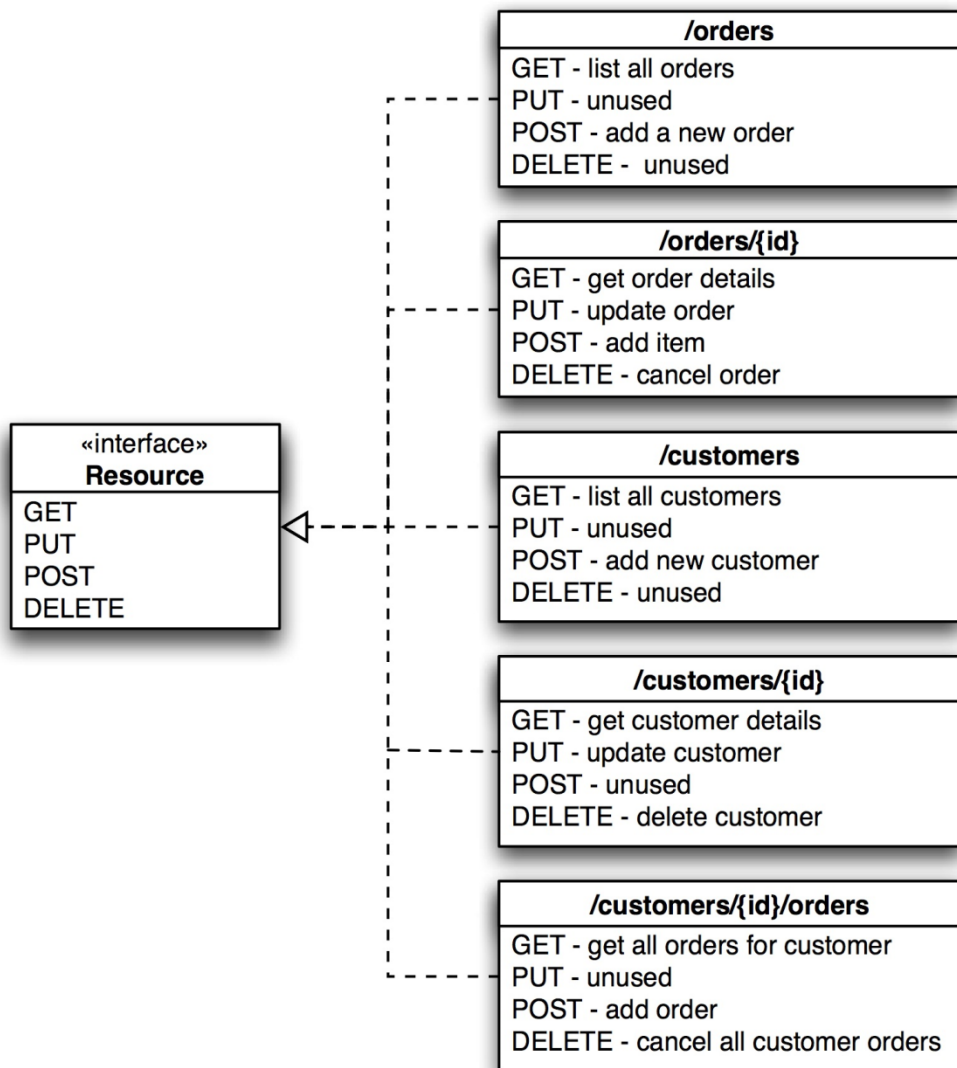 /orders
GET - list all orders
PUT - unused
POST - add a new order
DELETE -  unused
/orders/{id}
GET - get order details
PUT - update order
POST - add item
DELETE - cancel order
«interface»
Resource
GET
PUT
POST
DELETE
/customers
GET - list all customers
PUT - unused
POST - add new customer
DELETE - unused
/customers/{id}
GET - get customer details
PUT - update customer
POST - unused
DELETE - delete customer
/customers/{id}/orders
GET - get all orders for customer
PUT - unused
POST - add order
DELETE - cancel all customer orders